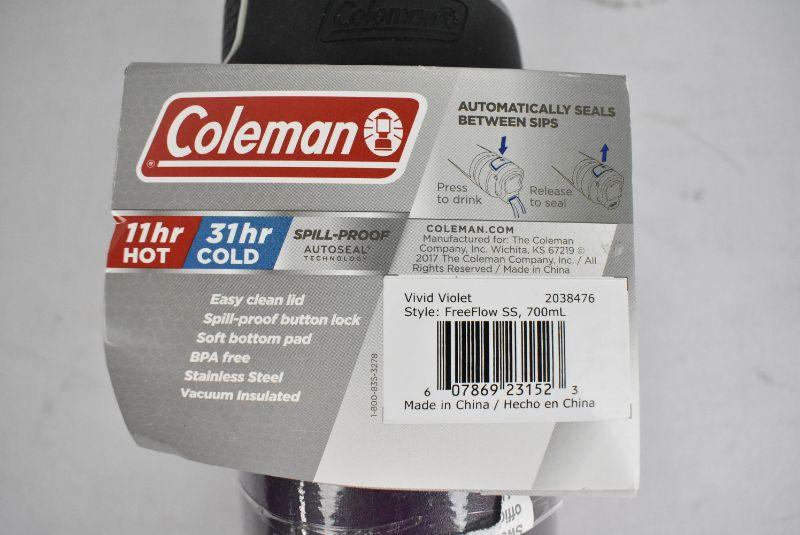 Coleman
Coleman
®
AUTOMATICALLY SEALS
BETWEEN SIPS
Press
to drink
Release
to seal
11hr
HOT
31hr
COLD
SPILL-PROOF
AUTOSEAL®
TECHNOLOGY
COLEMAN.COM
Manufactured for: The Coleman
Company, Inc. Wichita, KS 67219 ©
2017 The Coleman Company, Inc. / All
Rights Reserved / Made in China
Easy clean lid
Spill-proof button lock
Soft bottom pad
BPA free
Stainless Steel
Vacuum Insulated
1-800-835-3278
Vivid Violet 2038476
Style: FreeFlow SS, 700mL
6 07869 23152 3
Made in China / Hecho en China